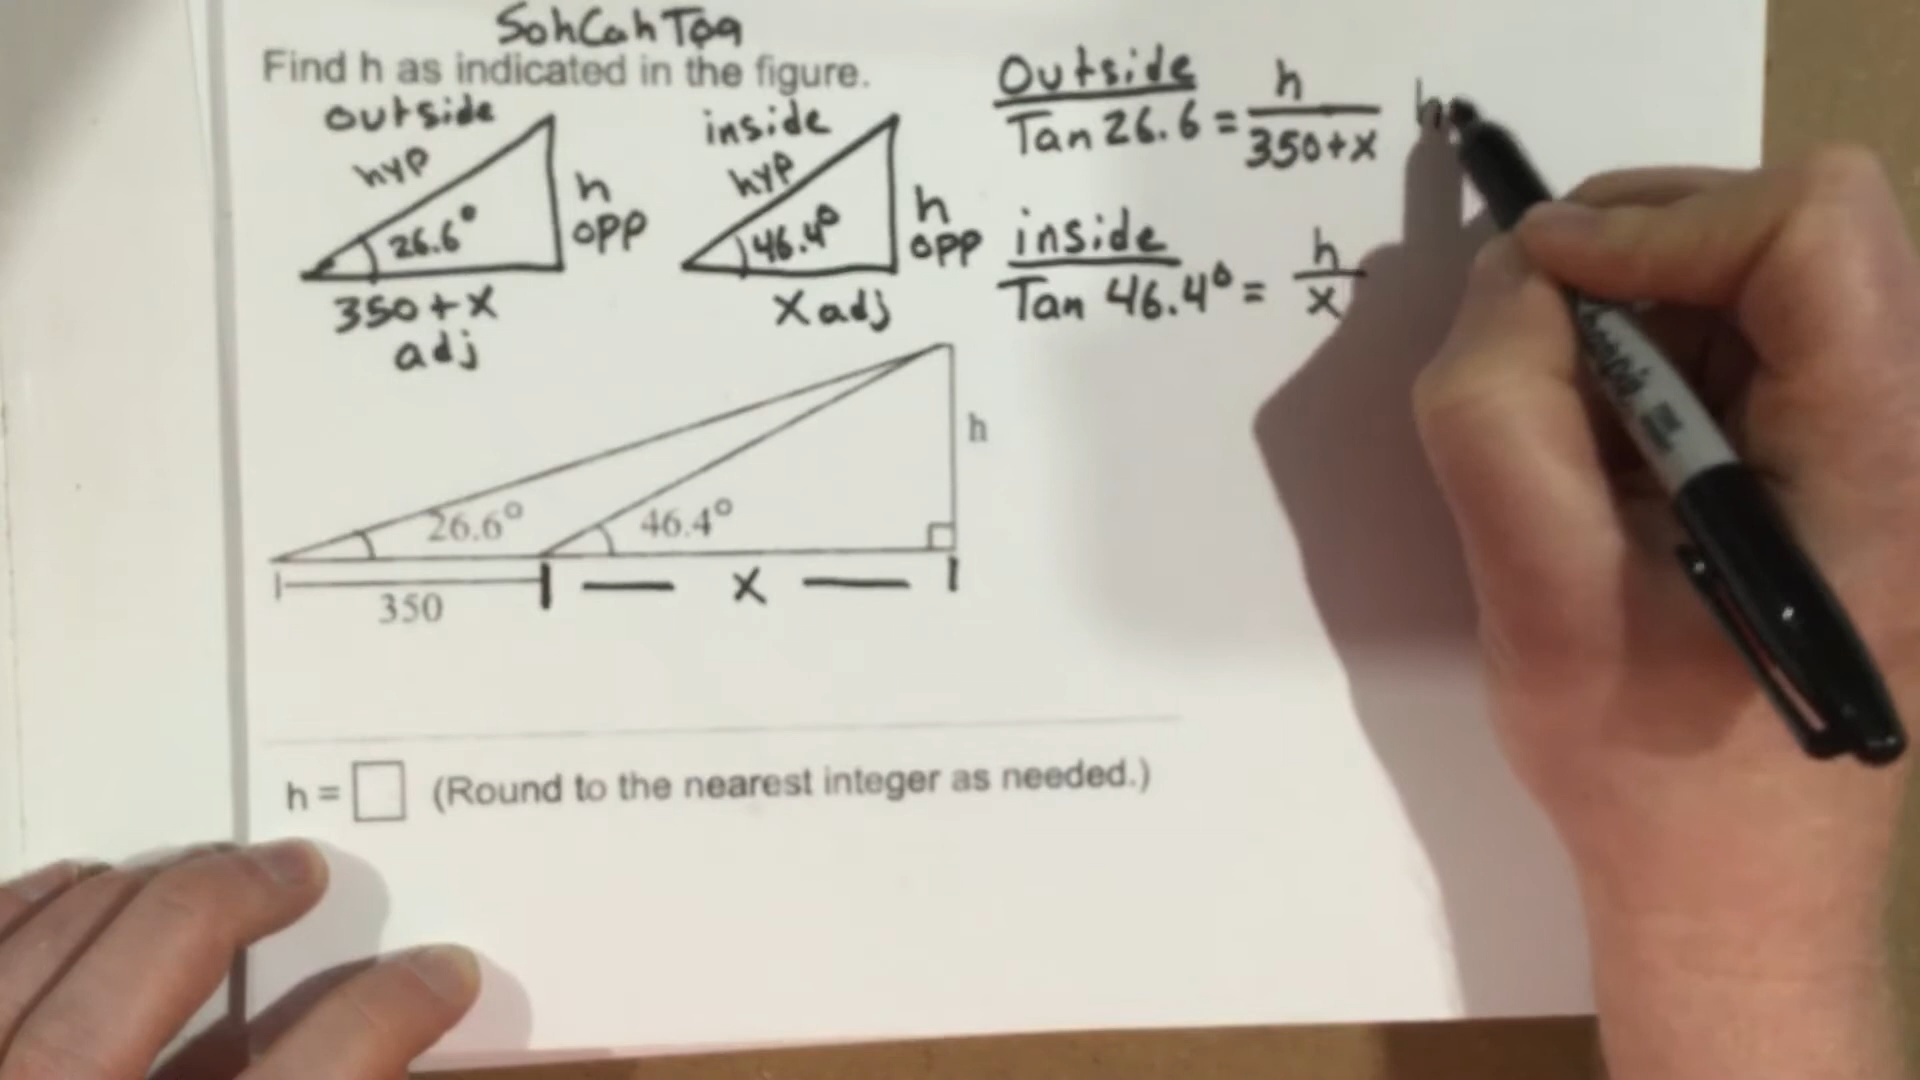 SohCahToa
Find h as indicated in the figure.
outside
hyp
26.6°
h
opp
350+x
adj
inside
hyp
46.4°
h
opp
x adj
Outside
Tan 26.6 = h / 350+x
h
inside
Tan 46.4° = h / x
26.6°
46.4°
h
350
x
h = (Round to the nearest integer as needed.)